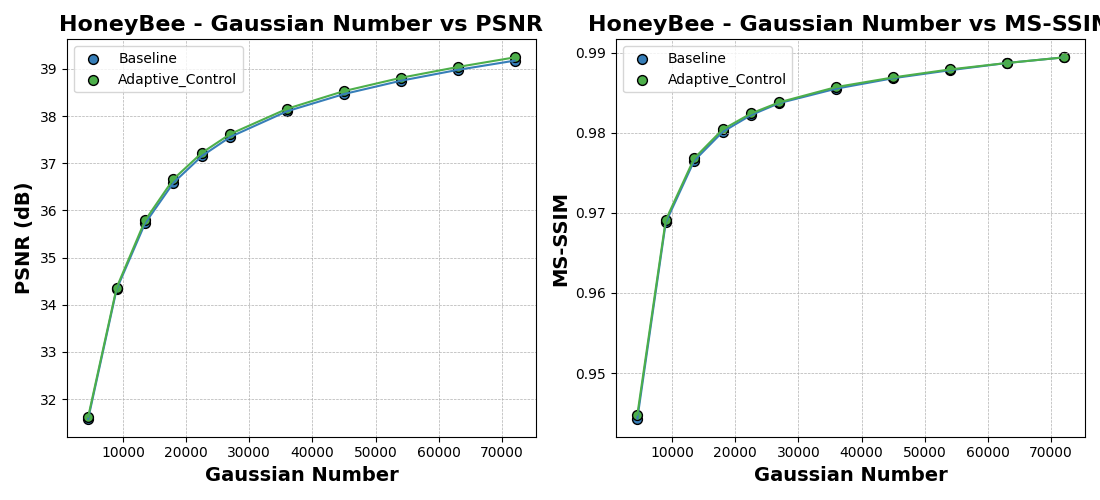 HoneyBee - Gaussian Number vs PSNR
Baseline
Adaptive_Control
39
38
37
36
35
34
33
32
PSNR (dB)
10000 20000 30000 40000 50000 60000 70000
Gaussian Number
HoneyBee - Gaussian Number vs MS-SSIM
Baseline
Adaptive_Control
0.99
0.98
0.97
0.96
0.95
MS-SSIM
10000 20000 30000 40000 50000 60000 70000
Gaussian Number